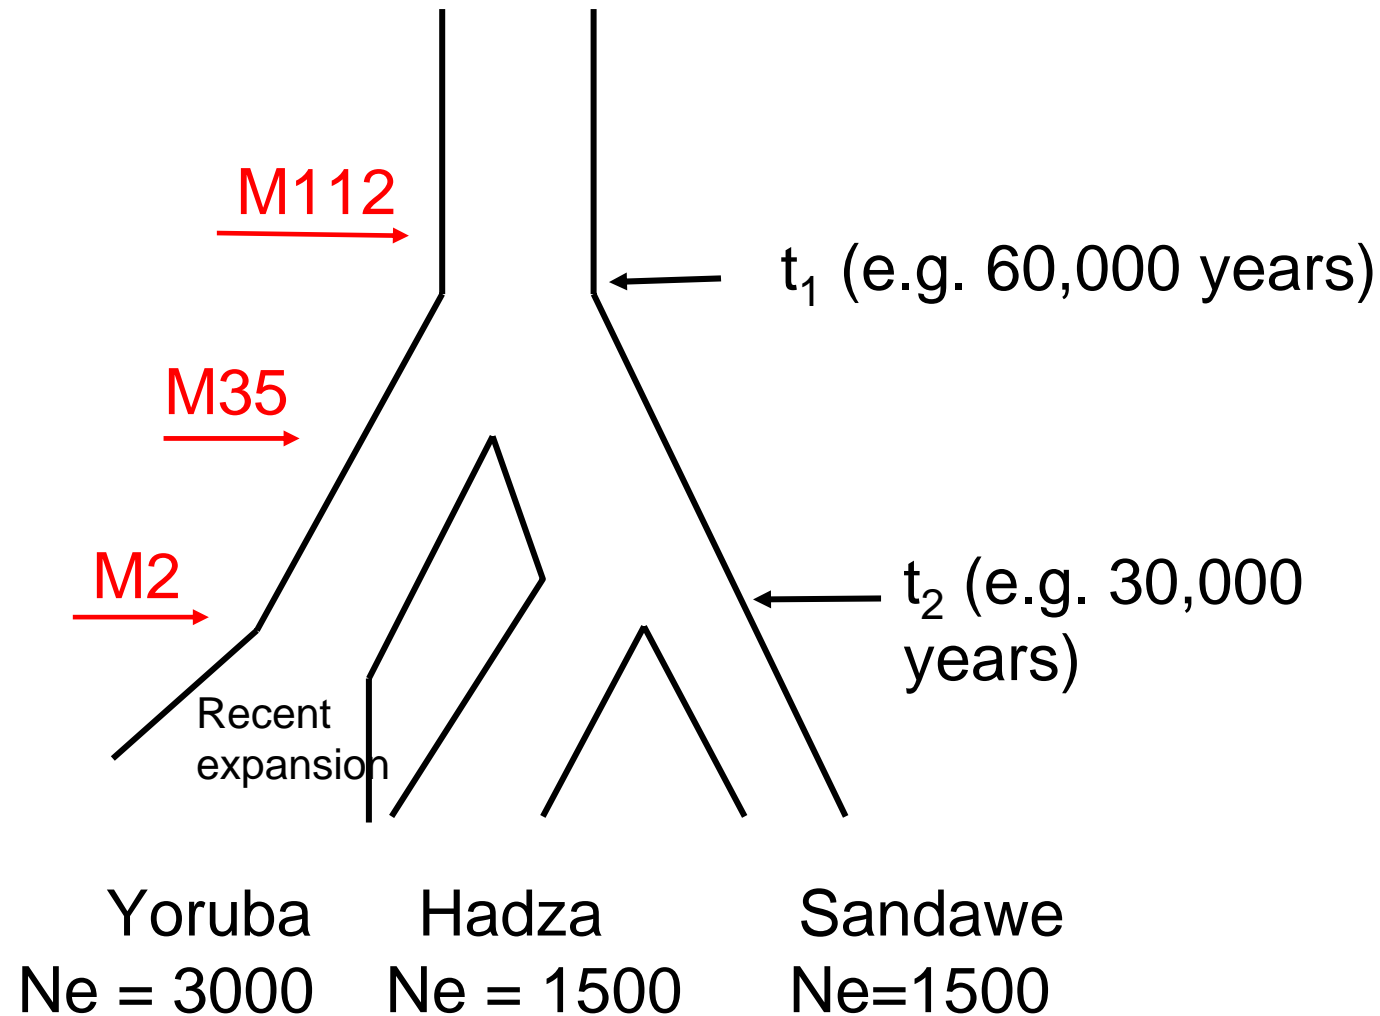 M112
t₁ (e.g. 60,000 years)
M35
M2
t₂ (e.g. 30,000
years)
Recent
expansion
Yoruba Hadza Sandawe
Ne = 3000 Ne = 1500 Ne=1500